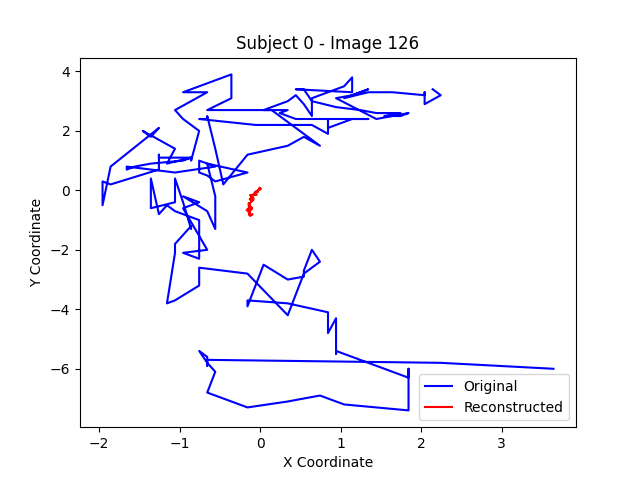 Subject 0 - Image 126
Y Coordinate
4
2
0
−2
−4
−6
−2
−1
0
1
2
3
X Coordinate
Original
Reconstructed